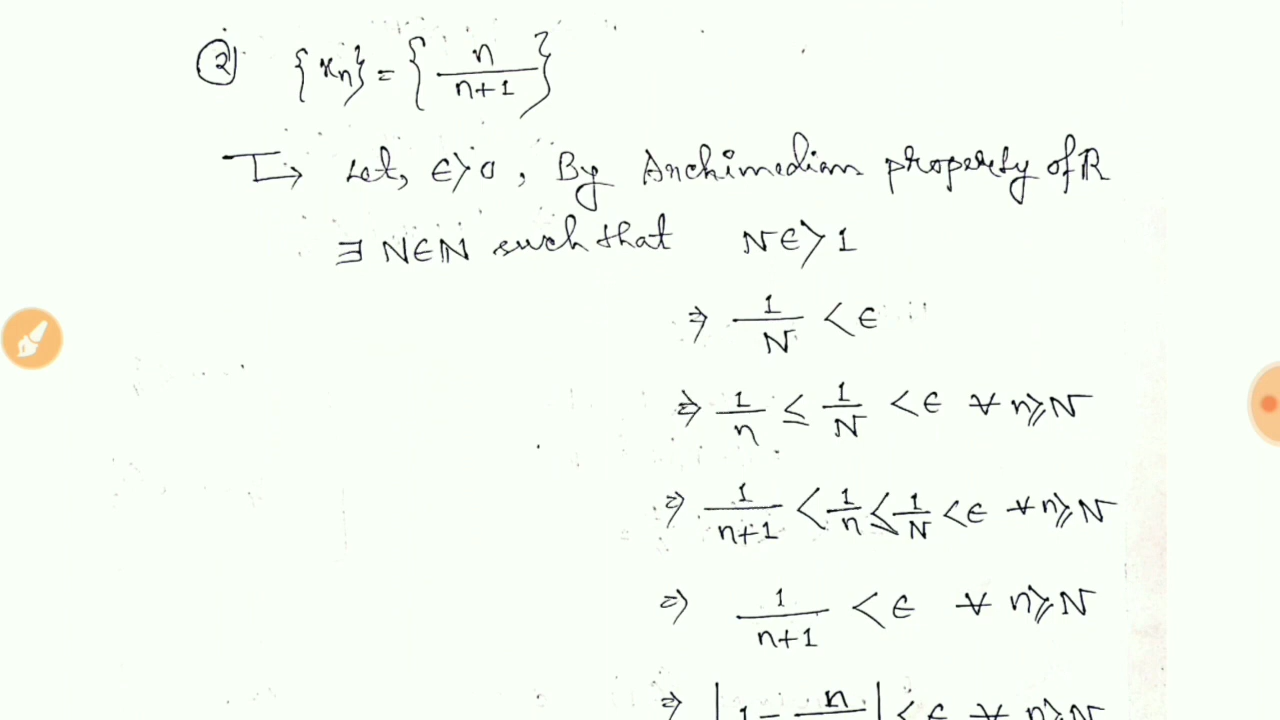 ② {xn} = { n/(n+1) }
I→ Let, ϵ>0, By Archimedian property of ℝ
∃ N∈ℕ such that Nϵ>1
⇒ 1/N < ϵ
⇒ 1/n ≤ 1/N < ϵ ∀ n≥N
⇒ 1/(n+1) < 1/n ≤ 1/N < ϵ ∀ n≥N
⇒ 1/(n+1) < ϵ ∀ n≥N
⇒ |1 - n/ | < ϵ ∀ n≥N